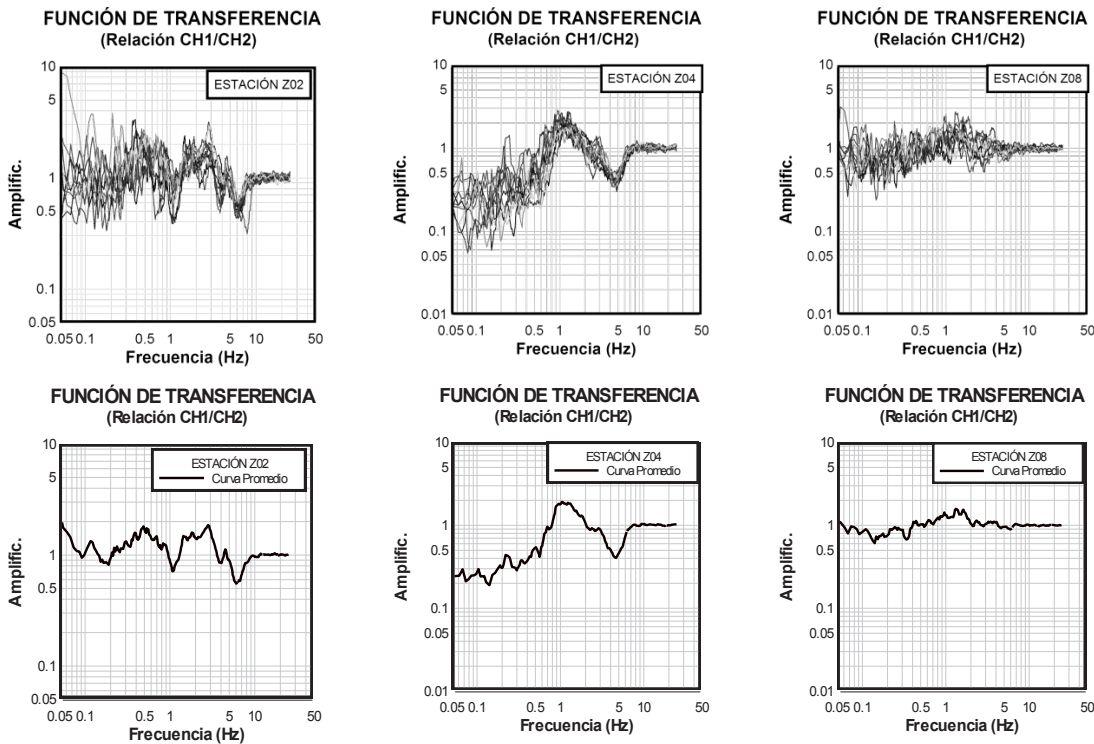 FUNCIÓN DE TRANSFERENCIA
(Relación CH1/CH2)
10
5
1
0.5
0.1
0.05
Amplific.
ESTACIÓN Z02
0.05 0.1 0.5 1 5 10 50
Frecuencia (Hz)
FUNCIÓN DE TRANSFERENCIA
(Relación CH1/CH2)
10
5
1
0.5
0.1
0.05
0.01
Amplific.
ESTACIÓN Z04
0.05 0.1 0.5 1 5 10 50
Frecuencia (Hz)
FUNCIÓN DE TRANSFERENCIA
(Relación CH1/CH2)
10
5
1
0.5
0.1
0.05
0.01
Amplific.
ESTACIÓN Z08
0.05 0.1 0.5 1 5 10 50
Frecuencia (Hz)
FUNCIÓN DE TRANSFERENCIA
(Relación CH1/CH2)
10
5
1
0.5
0.1
0.05
Amplific.
ESTACIÓN Z02
Curva Promedio
0.05 0.1 0.5 1 5 10 50
Frecuencia (Hz)
FUNCIÓN DE TRANSFERENCIA
(Relación CH1/CH2)
10
5
1
0.5
0.1
0.05
0.01
Amplific.
ESTACIÓN Z04
Curva Promedio
0.05 0.1 0.5 1 5 10 50
Frecuencia (Hz)
FUNCIÓN DE TRANSFERENCIA
(Relación CH1/CH2)
10
5
1
0.5
0.1
0.05
0.01
Amplific.
ESTACIÓN Z08
Curva Promedio
0.05 0.1 0.5 1 5 10 50
Frecuencia (Hz)